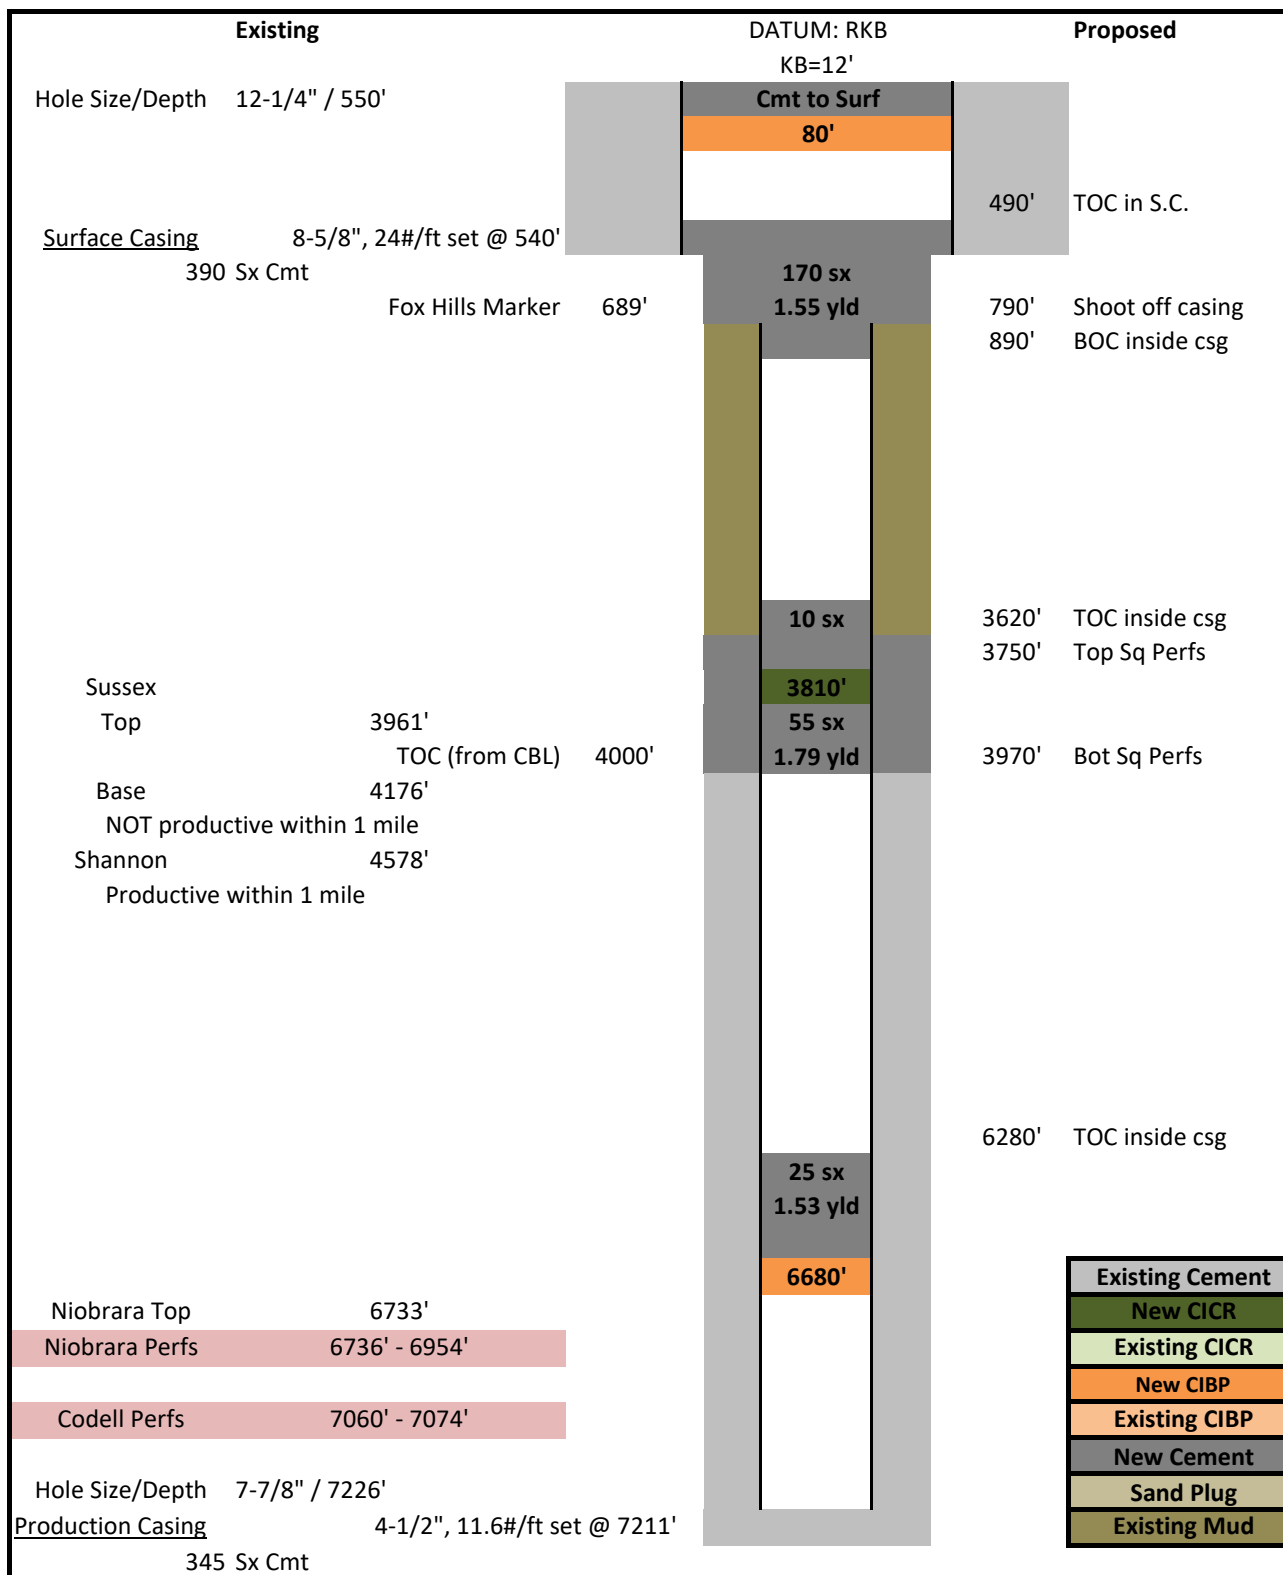 Existing DATUM: RKB Proposed
KB=12'
Hole Size/Depth 12-1/4" / 550' Cmt to Surf
80'
490' TOC in S.C.
Surface Casing 8-5/8", 24#/ft set @ 540'
390 Sx Cmt 170 sx
Fox Hills Marker 689' 1.55 yld 790' Shoot off casing
890' BOC inside csg
10 sx 3620' TOC inside csg
3750' Top Sq Perfs
Sussex 3810'
Top 3961' 55 sx
TOC (from CBL) 4000' 1.79 yld 3970' Bot Sq Perfs
Base 4176'
NOT productive within 1 mile
Shannon 4578'
Productive within 1 mile
6280' TOC inside csg
25 sx
1.53 yld
6680' Existing Cement
Niobrara Top 6733' New CICR
Niobrara Perfs 6736' - 6954' Existing CICR
New CIBP
Codell Perfs 7060' - 7074' Existing CIBP
New Cement
Hole Size/Depth 7-7/8" / 7226' Sand Plug
Production Casing 4-1/2", 11.6#/ft set @ 7211' Existing Mud
345 Sx Cmt